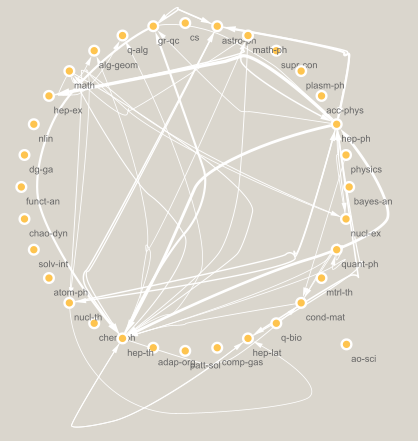 gr-qc
cs
astro-ph
math-ph
q-alg
alg-geom
supr-con
plasm-ph
math
acc-phys
hep-ex
hep-ph
nlin
physics
dg-ga
bayes-an
funct-an
nucl-ex
chao-dyn
quant-ph
solv-int
mtrl-th
atom-ph
cond-mat
nucl-th
q-bio
chem-ph
hep-th
adap-org
patt-sol
comp-gas
hep-lat
ao-sci